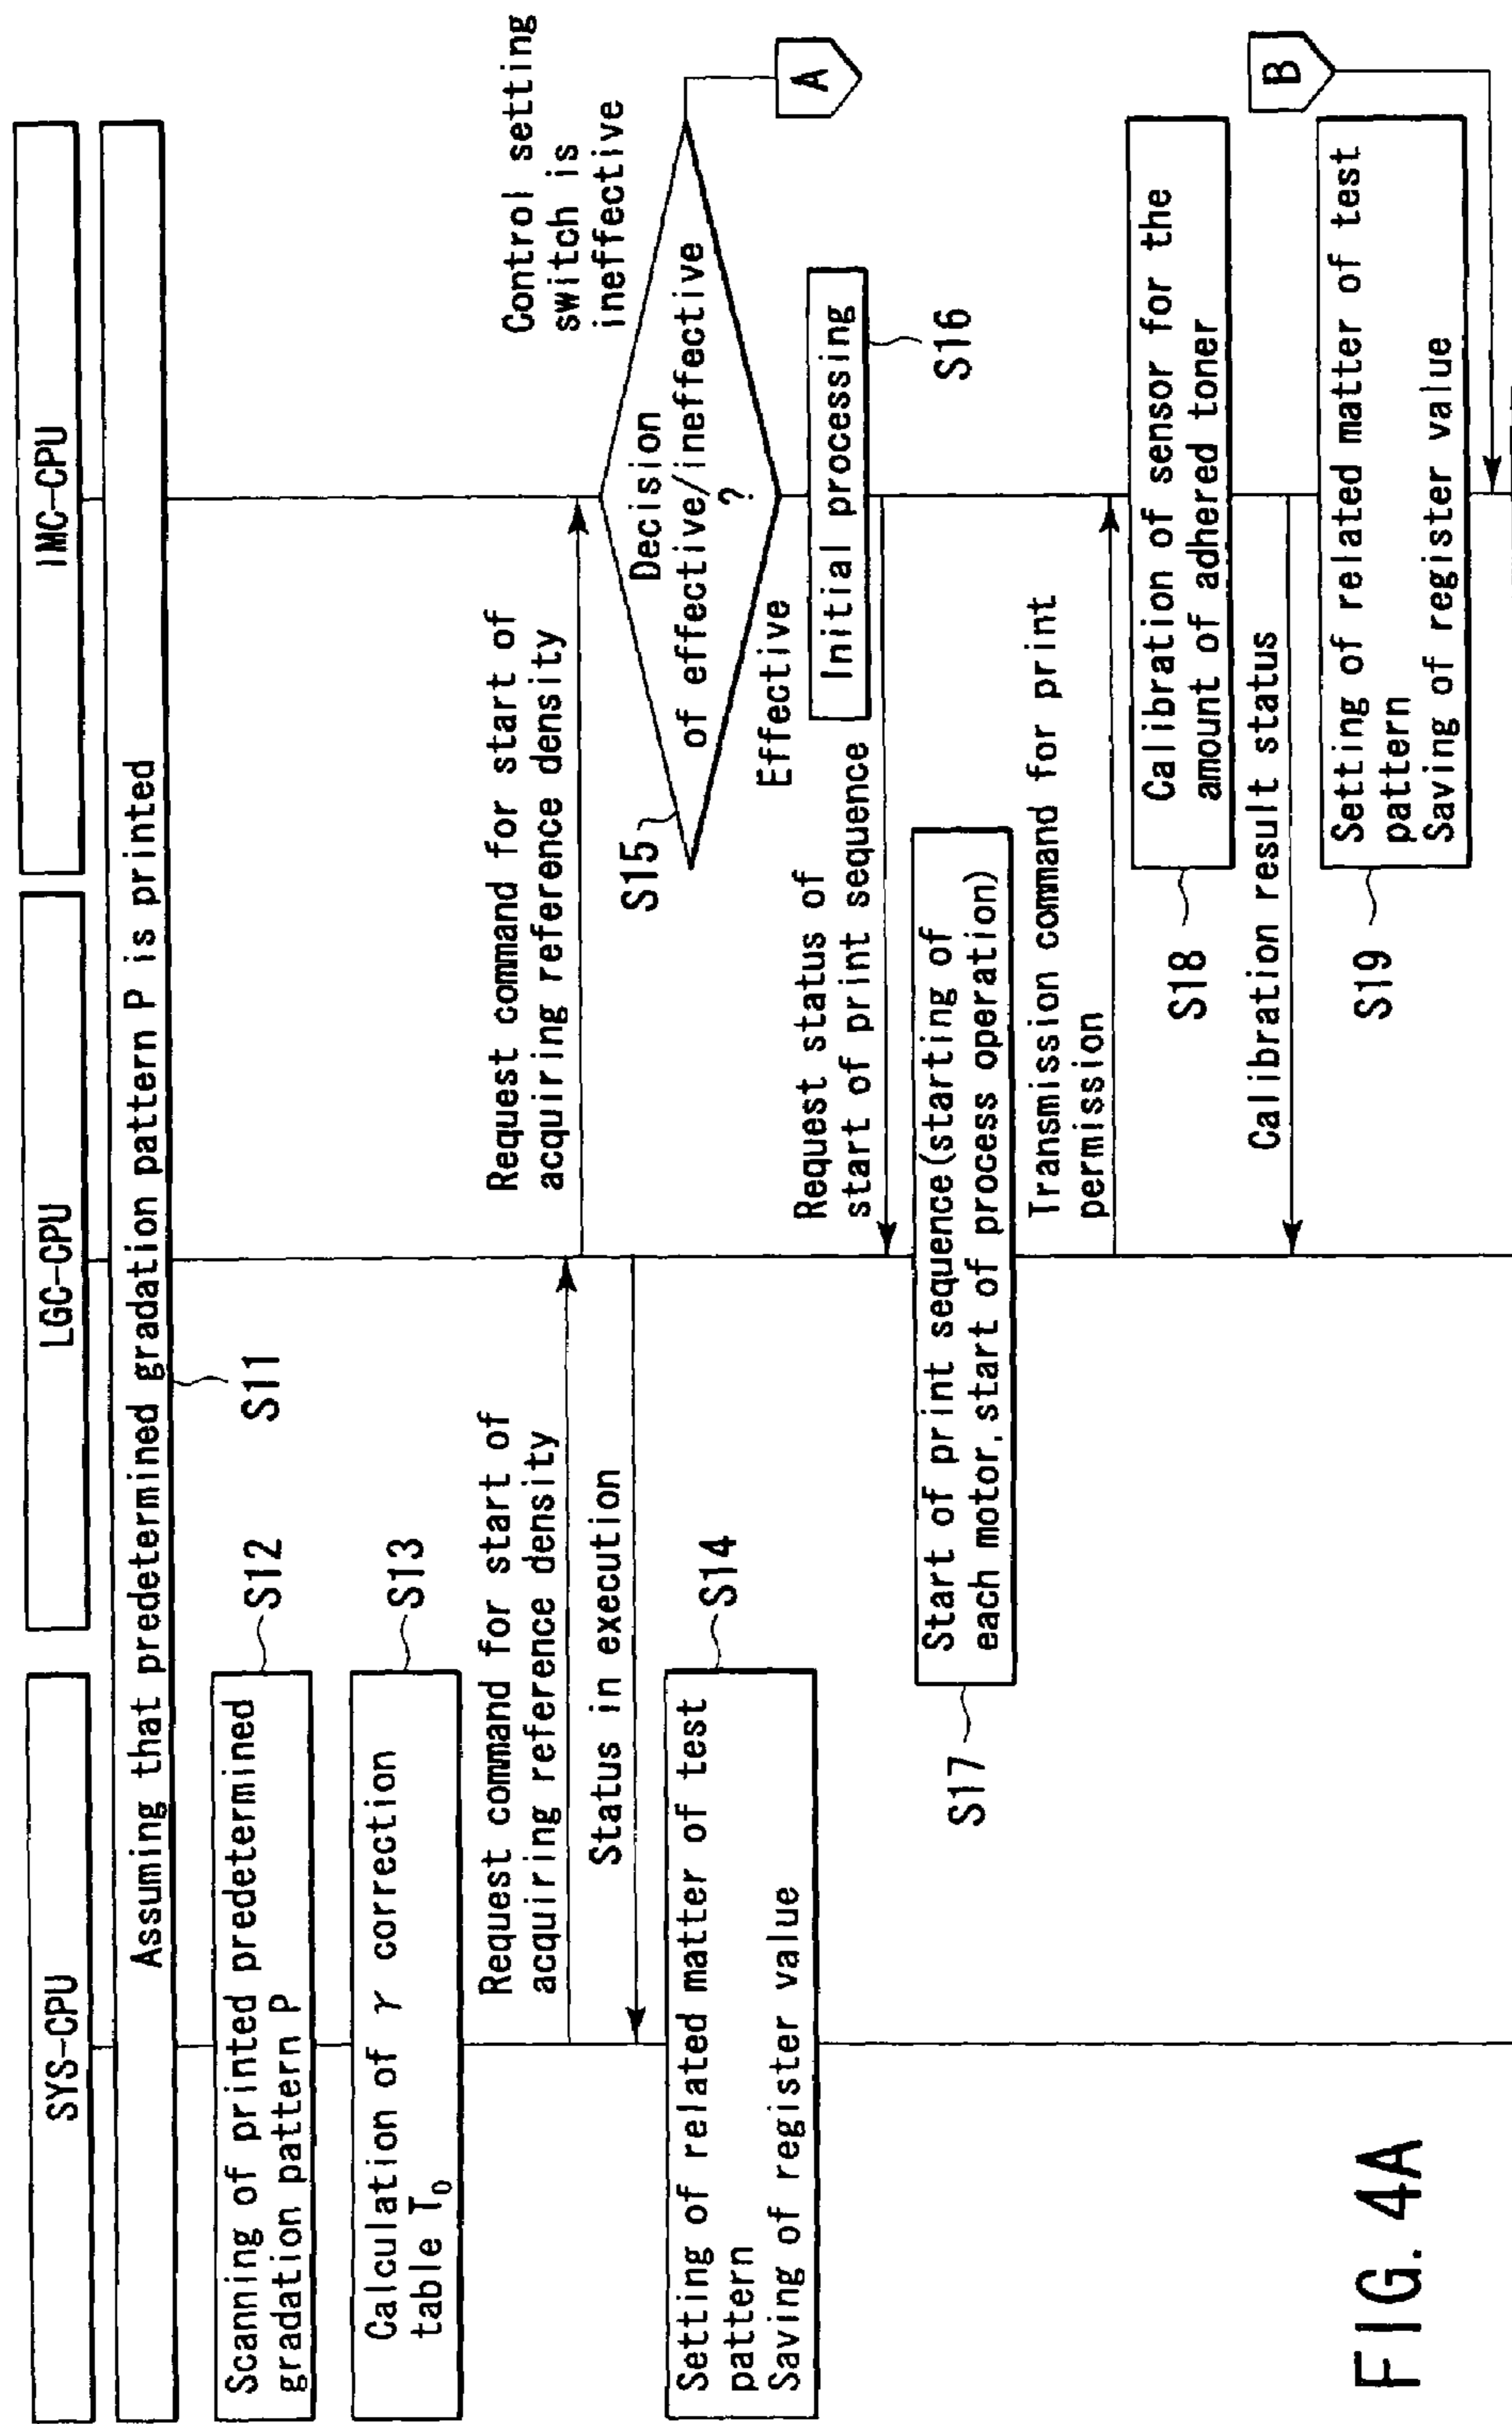 SYS-CPU
LGC-CPU
IMC-CPU
Assuming that predetermined gradation pattern P is printed
S11
Scanning of printed predetermined
gradation pattern P
S12
Calculation of γ correction
table T₀
S13
Request command for start of
acquiring reference density
Request command for start of
acquiring reference density
Control setting
switch is
ineffective
Status in execution
Decision
of effective/ineffective
?
S15
A
Effective
Setting of related matter of test
pattern
Saving of register value
S14
Initial processing
S16
Request status of
start of print sequence
Start of print sequence(starting of
each motor, start of process operation)
S17
Transmission command for print
permission
Calibration of sensor for the
amount of adhered toner
S18
Calibration result status
B
Setting of related matter of test
pattern
Saving of register value
S19
FIG. 4A